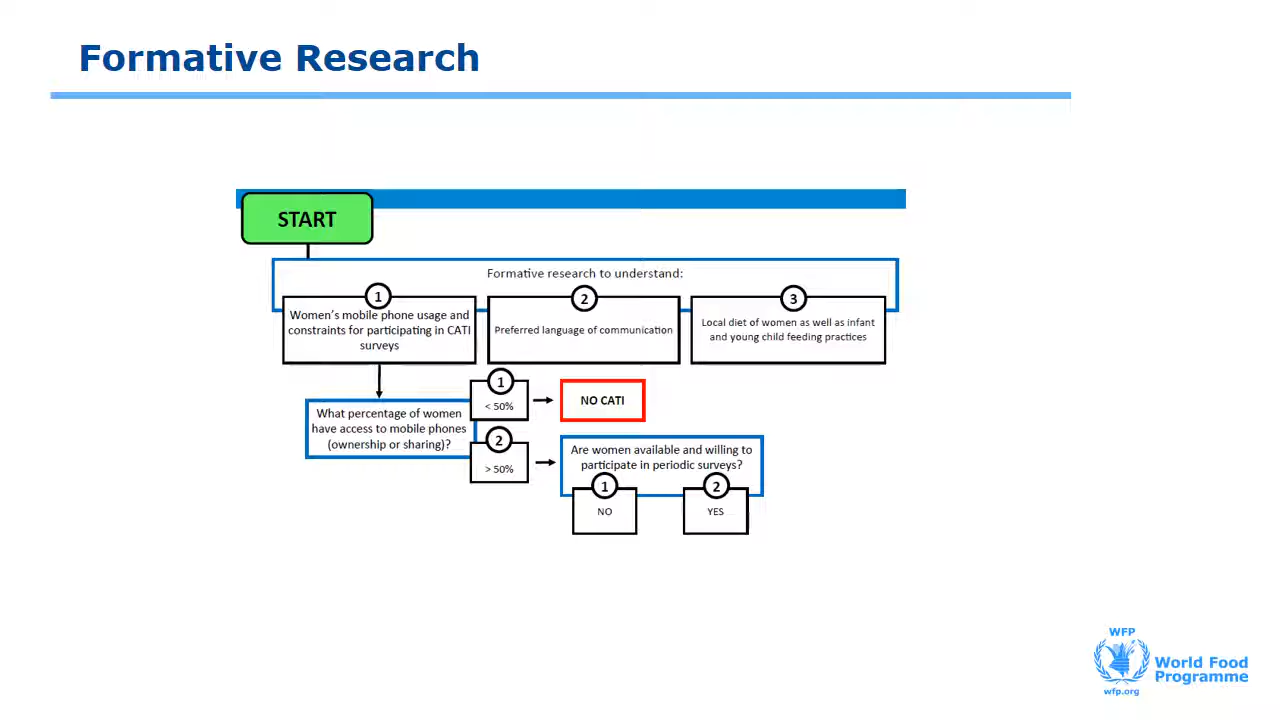 Formative Research
START
Formative research to understand:
1
Women's mobile phone usage and
constraints for participating in CATI
surveys
2
Preferred language of communication
3
Local diet of women as well as infant
and young child feeding practices
What percentage of women
have access to mobile phones
(ownership or sharing)?
1
< 50%
NO CATI
2
> 50%
Are women available and willing to
participate in periodic surveys?
1
NO
2
YES
WFP
wfp.org
World Food
Programme